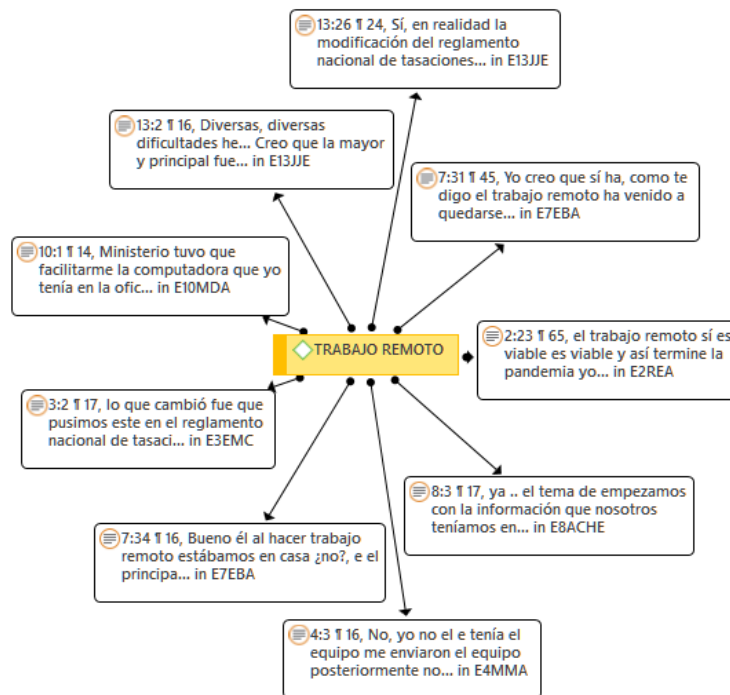 13:26 ¶ 24, Sí, en realidad la
modificación del reglamento
nacional de tasaciones... in E13JJE
13:2 ¶ 16, Diversas, diversas
dificultades he... Creo que la mayor
y principal fue... in E13JJE
7:31 ¶ 45, Yo creo que sí ha, como te
digo el trabajo remoto ha venido a
quedarse... in E7EBA
10:1 ¶ 14, Ministerio tuvo que
facilitarme la computadora que yo
tenía en la ofic... in E10MDA
2:23 ¶ 65, el trabajo remoto sí es
viable es viable y así termine la
pandemia yo... in E2REA
TRABAJO REMOTO
3:2 ¶ 17, lo que cambió fue que
pusimos este en el reglamento
nacional de tasaci... in E3EMC
8:3 ¶ 17, ya .. el tema de empezamos
con la información que nosotros
teníamos en... in E8ACHE
7:34 ¶ 16, Bueno él al hacer trabajo
remoto estábamos en casa ¿no?, e el
principa... in E7EBA
4:3 ¶ 16, No, yo no el e tenía el
equipo me enviaron el equipo
posteriormente no... in E4MMA